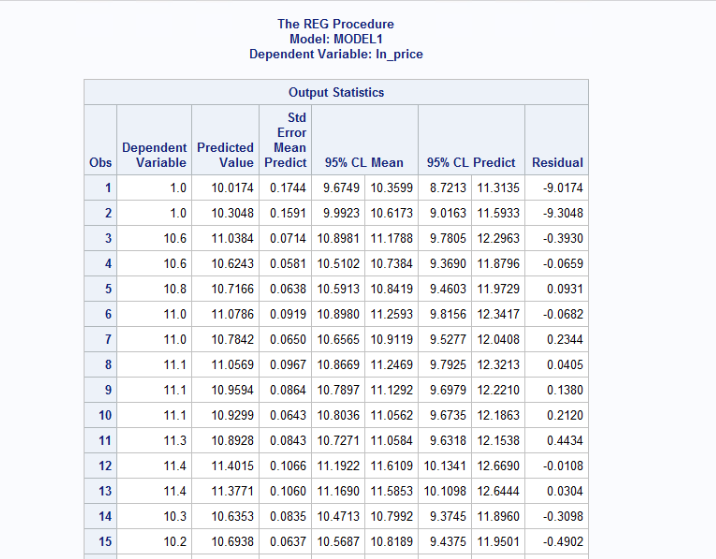 The REG Procedure
Model: MODEL1
Dependent Variable: ln_price
Output Statistics
Obs Dependent Variable Predicted Value Std Error Mean Predict 95% CL Mean 95% CL Predict Residual
1 1.0 10.0174 0.1744 9.6749 10.3599 8.7213 11.3135 -9.0174
2 1.0 10.3048 0.1591 9.9923 10.6173 9.0163 11.5933 -9.3048
3 10.6 11.0384 0.0714 10.8981 11.1788 9.7805 12.2963 -0.3930
4 10.6 10.6243 0.0581 10.5102 10.7384 9.3690 11.8796 -0.0659
5 10.8 10.7166 0.0638 10.5913 10.8419 9.4603 11.9729 0.0931
6 11.0 11.0786 0.0919 10.8980 11.2593 9.8156 12.3417 -0.0682
7 11.0 10.7842 0.0650 10.6565 10.9119 9.5277 12.0408 0.2344
8 11.1 11.0569 0.0967 10.8669 11.2469 9.7925 12.3213 0.0405
9 11.1 10.9594 0.0864 10.7897 11.1292 9.6979 12.2210 0.1380
10 11.1 10.9299 0.0643 10.8036 11.0562 9.6735 12.1863 0.2120
11 11.3 10.8928 0.0843 10.7271 11.0584 9.6318 12.1538 0.4434
12 11.4 11.4015 0.1066 11.1922 11.6109 10.1341 12.6690 -0.0108
13 11.4 11.3771 0.1060 11.1690 11.5853 10.1098 12.6444 0.0304
14 10.3 10.6353 0.0835 10.4713 10.7992 9.3745 11.8960 -0.3098
15 10.2 10.6938 0.0637 10.5687 10.8189 9.4375 11.9501 -0.4902